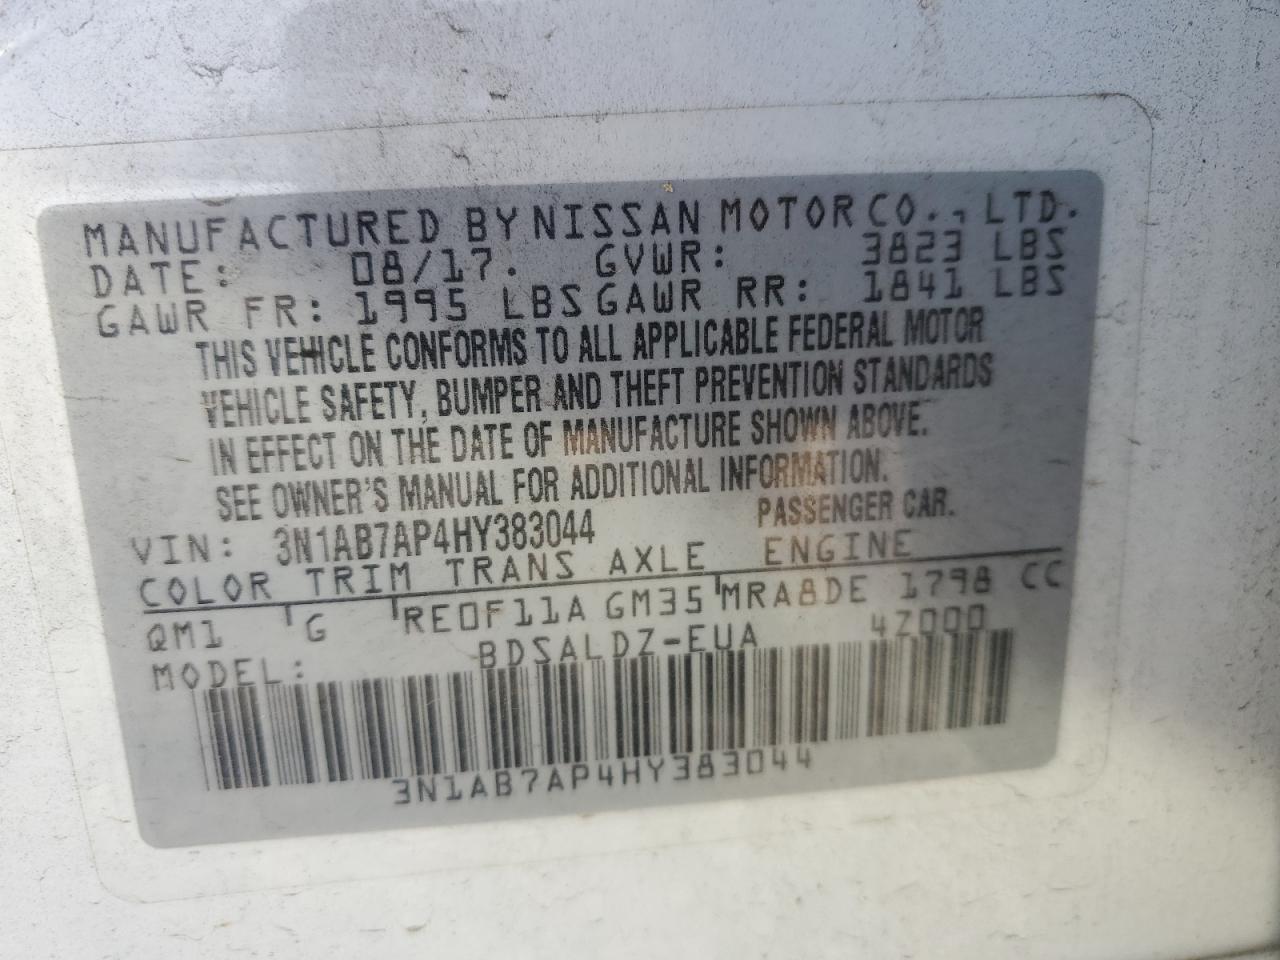 MANUFACTURED BY NISSAN MOTOR CO., LTD.
DATE: 08/17. GVWR: 3823 LBS
GAWR FR: 1995 LBS GAWR RR: 1841 LBS
THIS VEHICLE CONFORMS TO ALL APPLICABLE FEDERAL MOTOR
VEHICLE SAFETY, BUMPER AND THEFT PREVENTION STANDARDS
IN EFFECT ON THE DATE OF MANUFACTURE SHOWN ABOVE.
SEE OWNER'S MANUAL FOR ADDITIONAL INFORMATION.
VIN: 3N1AB7AP4HY383044 PASSENGER CAR.
COLOR TRIM TRANS AXLE ENGINE
QM1 G RE0F11A GM35 MRA8DE 1798 CC
MODEL: BDSALDZ-EUA 4Z000
3N1AB7AP4HY383044